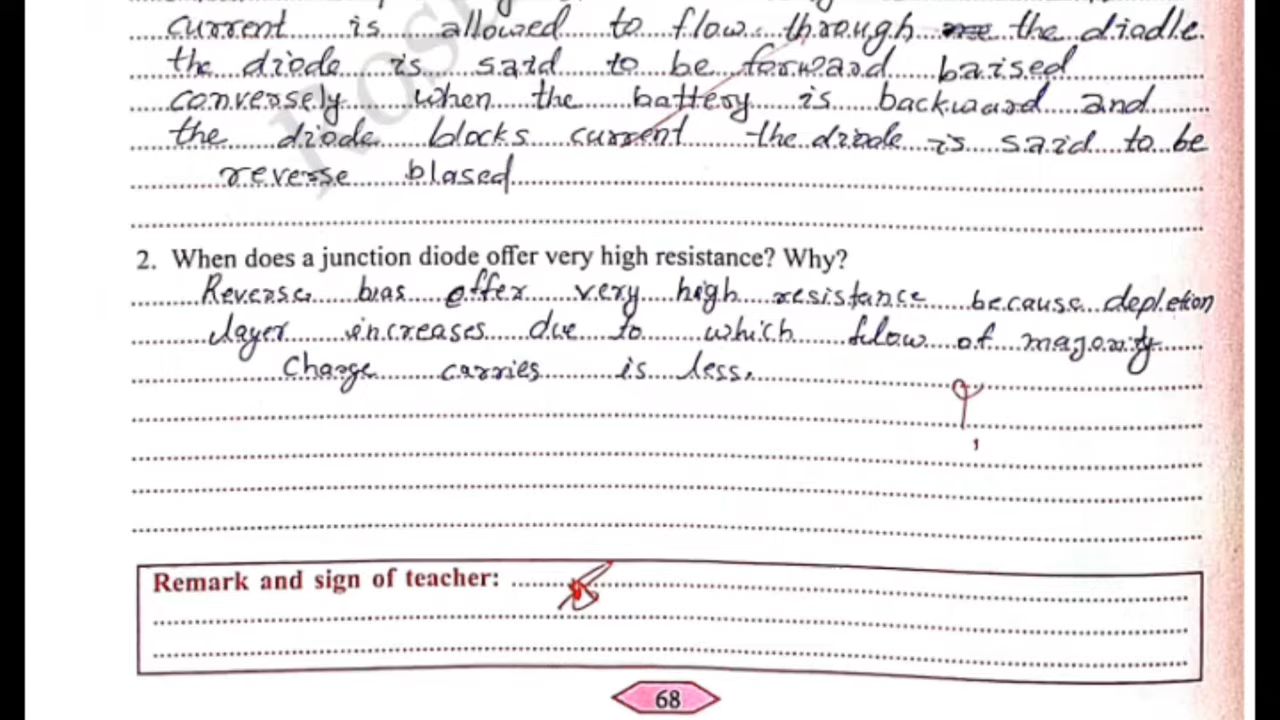 current is allowed to flow through the diadle.
the diode is said to be forward baised
conversely when the battery is backward and
the diode blocks current the diode is said to be
reverse biased
2. When does a junction diode offer very high resistance? Why?
Reverse bias offer very high resistance because depletion
layer increases due to which flow of majority
Charge carries is less.
Remark and sign of teacher:
68